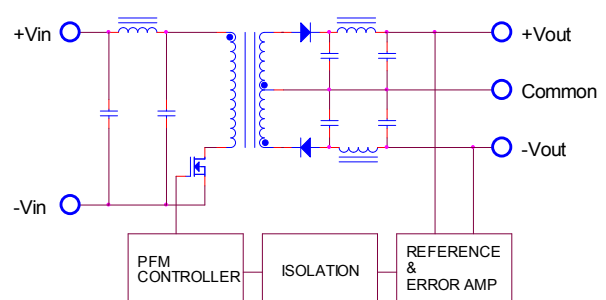 +Vin
+Vout
Common
-Vout
-Vin
PFM
CONTROLLER
ISOLATION
REFERENCE
&
ERROR AMP